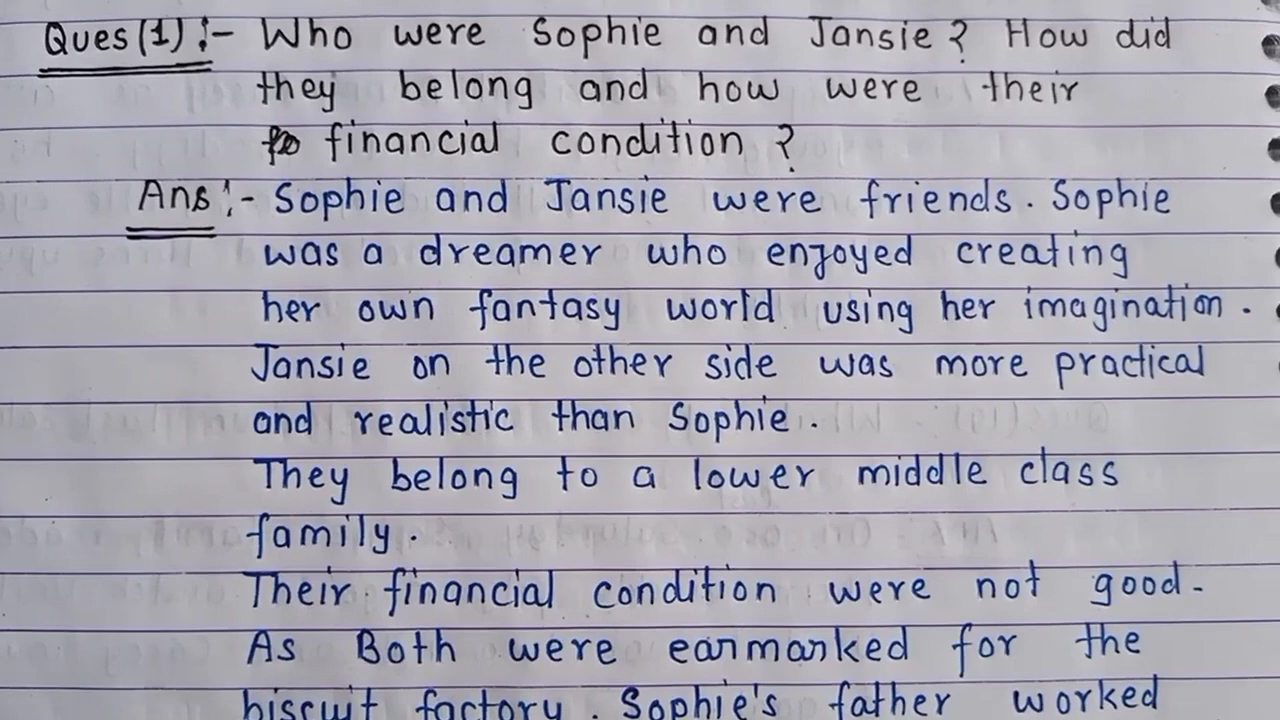 Ques(1):- Who were Sophie and Jansie? How did
they belong and how were their
financial condition?
Ans:- Sophie and Jansie were friends. Sophie
was a dreamer who enjoyed creating
her own fantasy world using her imagination.
Jansie on the other side was more practical
and realistic than Sophie.
They belong to a lower middle class
family.
Their financial condition were not good.
As Both were earmarked for the
biscuit factory. Sophie's father worked